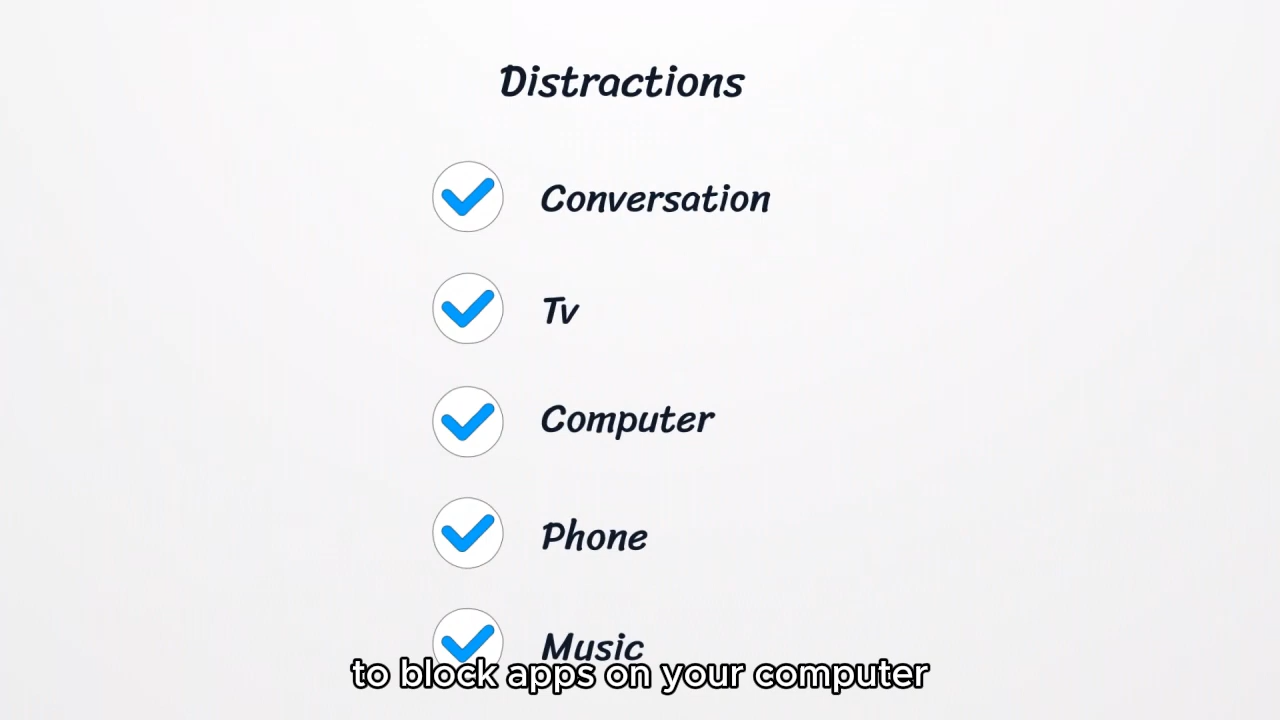 Distractions
Conversation
Tv
Computer
Phone
Music
to block apps on your computer